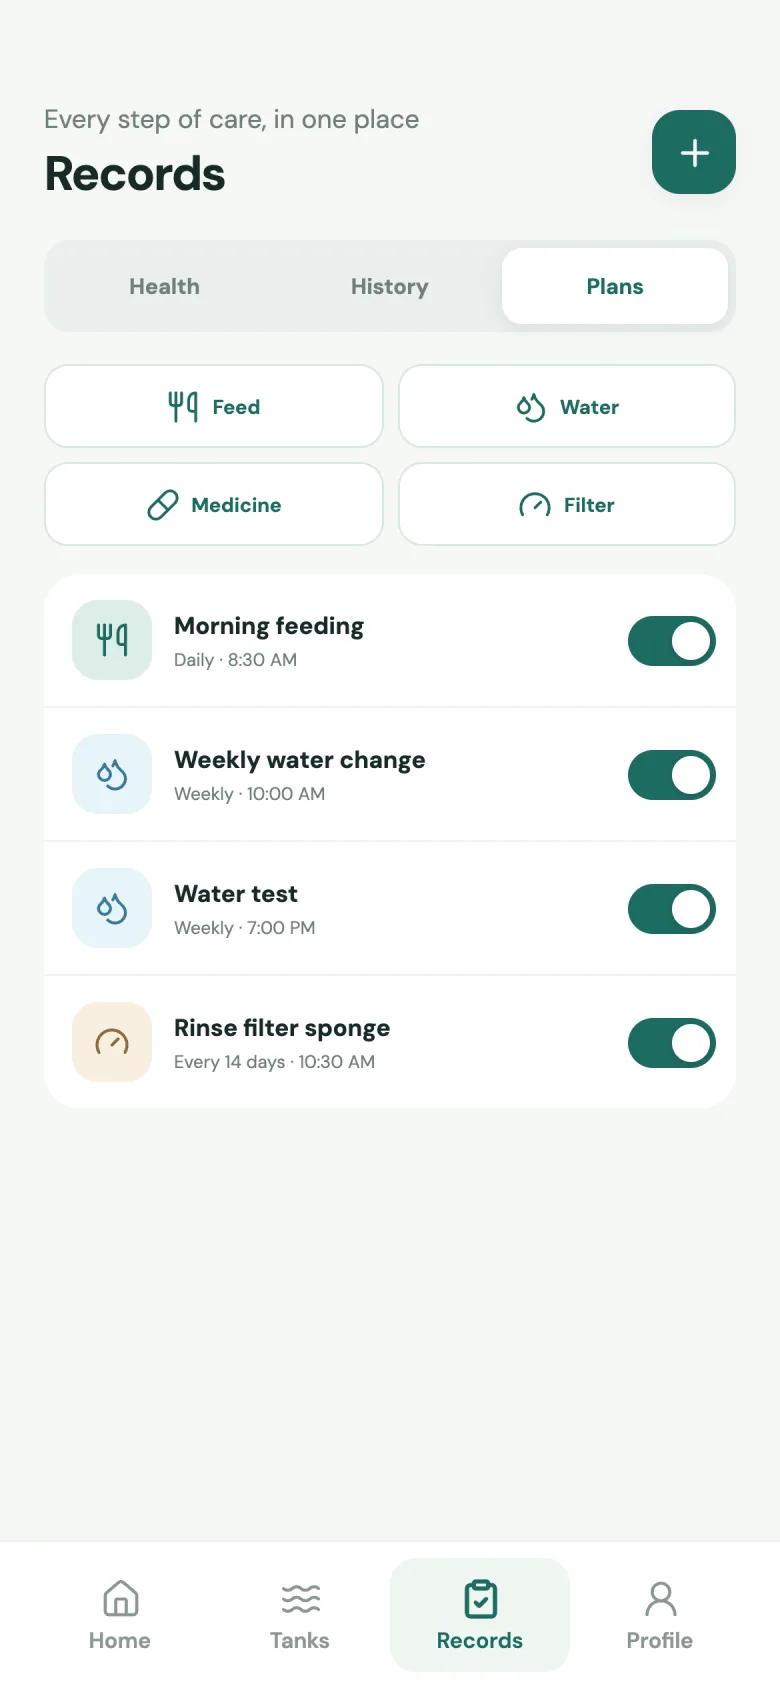 Every step of care, in one place
Records
Health
History
Plans
Feed
Water
Medicine
Filter
Morning feeding
Daily · 8:30 AM
Weekly water change
Weekly · 10:00 AM
Water test
Weekly · 7:00 PM
Rinse filter sponge
Every 14 days · 10:30 AM
Home
Tanks
Records
Profile